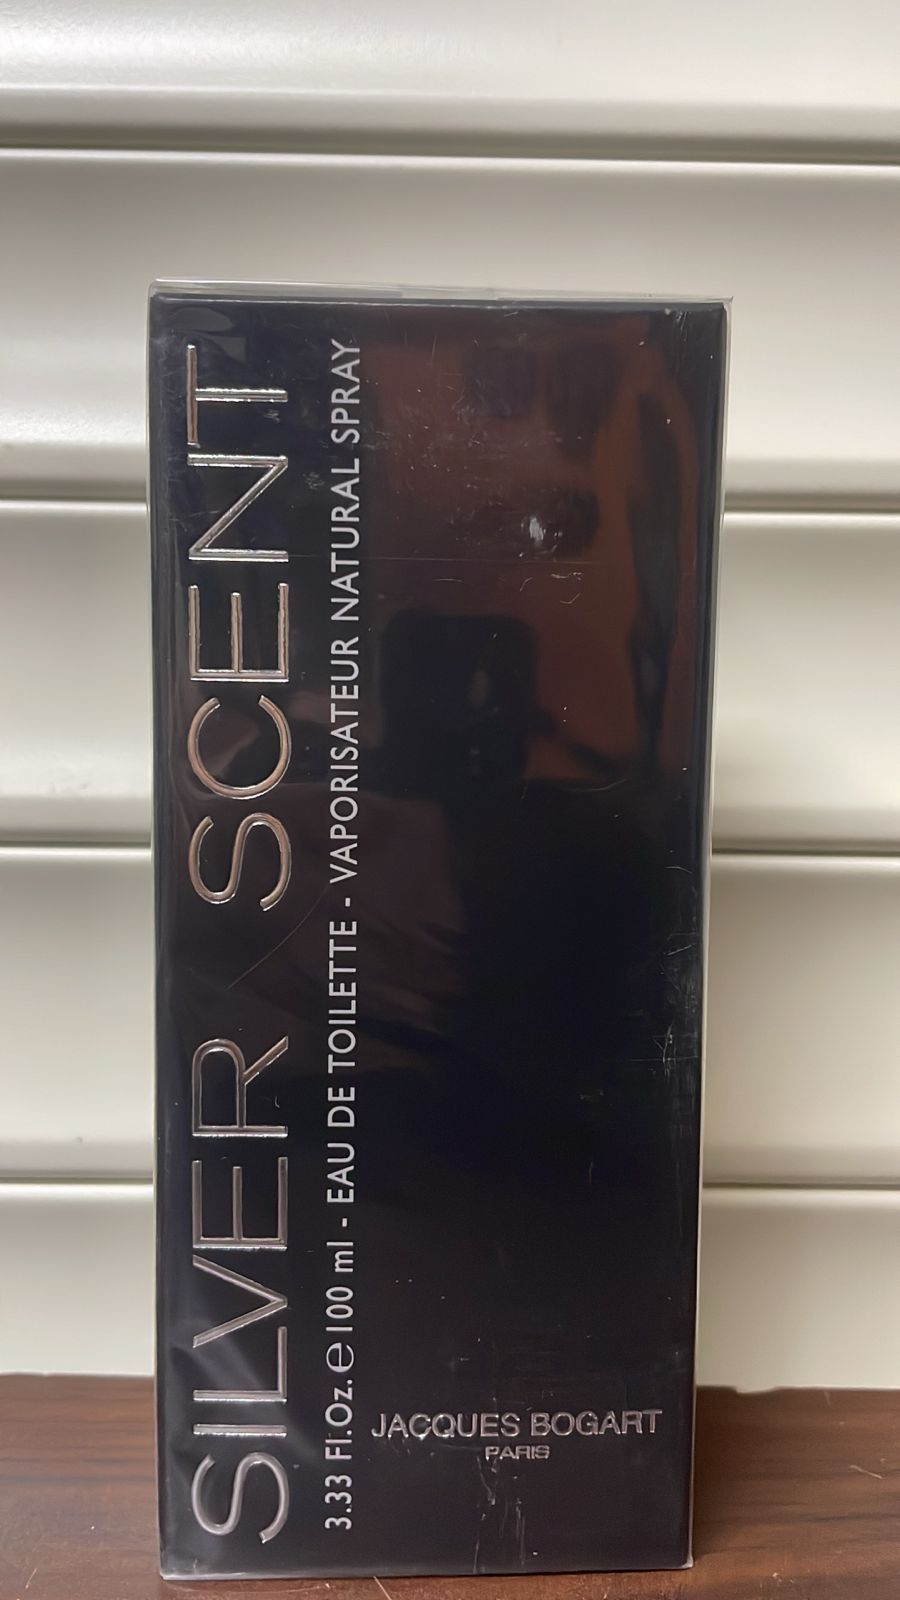 SILVER SCENT
3.33 Fl.Oz. ℮ 100 ml - EAU DE TOILETTE - VAPORISATEUR NATURAL SPRAY
JACQUES BOGART
PARIS